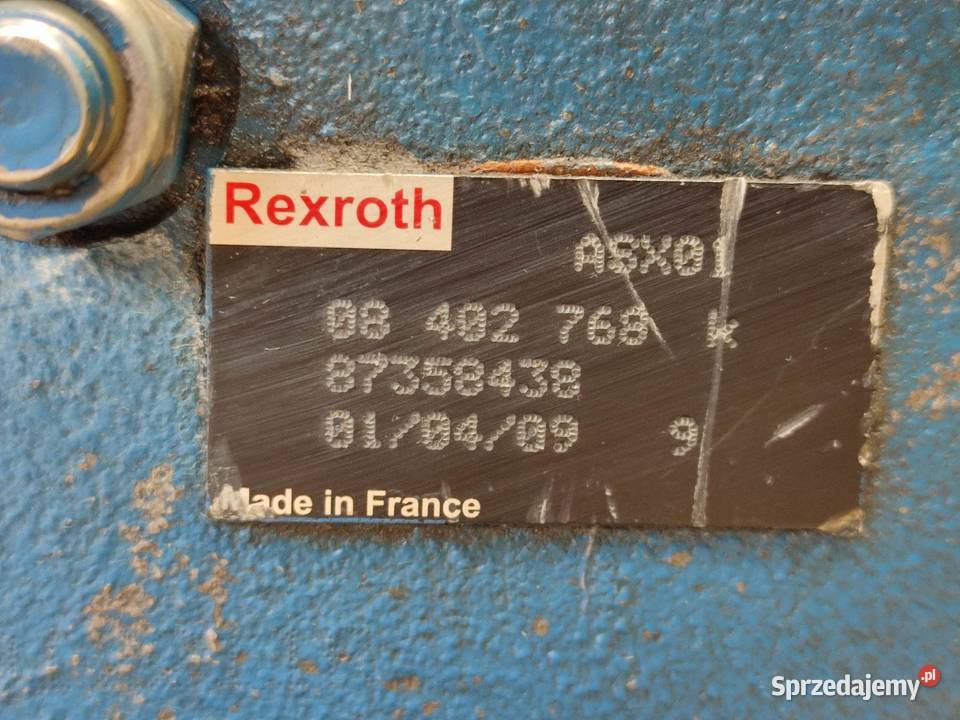 Rexroth
ASX01
08 402 768 k
87358438
01/04/09 9
Made in France
Sprzedajemy.pl